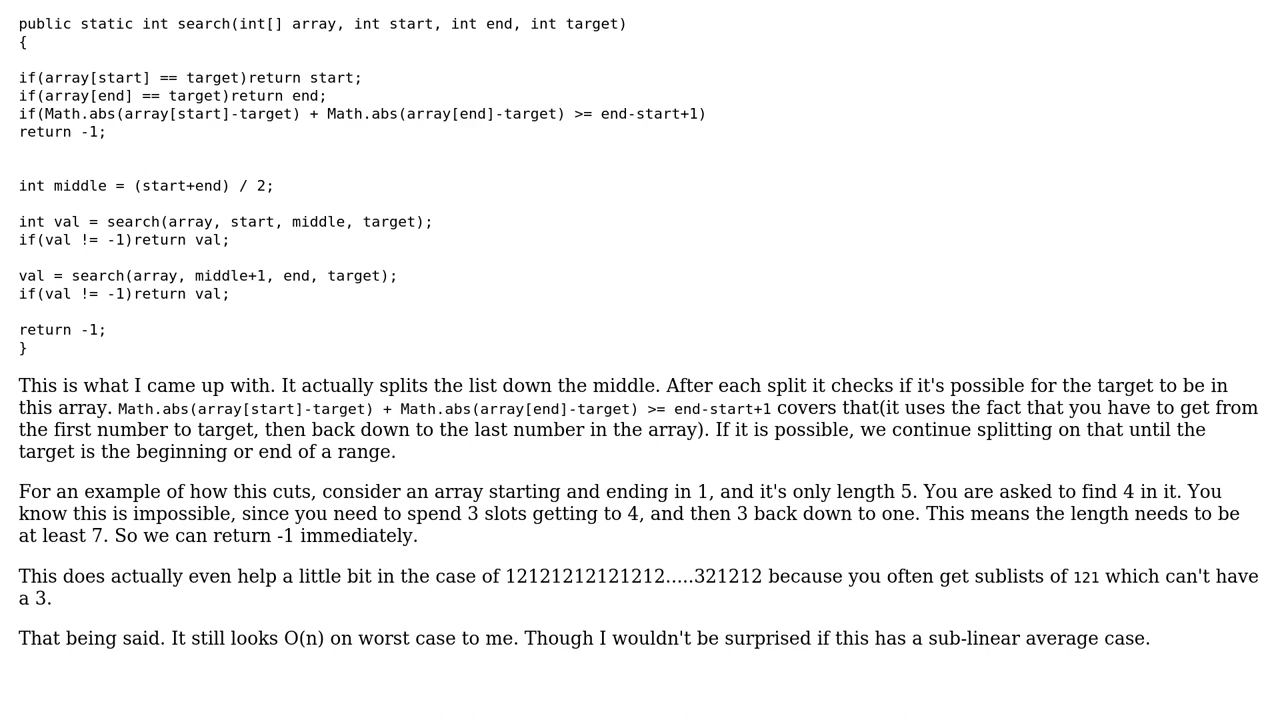 public static int search(int[] array, int start, int end, int target)
{
if(array[start] == target)return start;
if(array[end] == target)return end;
if(Math.abs(array[start]-target) + Math.abs(array[end]-target) >= end-start+1)
return -1;
int middle = (start+end) / 2;
int val = search(array, start, middle, target);
if(val != -1)return val;
val = search(array, middle+1, end, target);
if(val != -1)return val;
return -1;
}
This is what I came up with. It actually splits the list down the middle. After each split it checks if it's possible for the target to be in
this array. Math.abs(array[start]-target) + Math.abs(array[end]-target) >= end-start+1 covers that(it uses the fact that you have to get from
the first number to target, then back down to the last number in the array). If it is possible, we continue splitting on that until the
target is the beginning or end of a range.
For an example of how this cuts, consider an array starting and ending in 1, and it's only length 5. You are asked to find 4 in it. You
know this is impossible, since you need to spend 3 slots getting to 4, and then 3 back down to one. This means the length needs to be
at least 7. So we can return -1 immediately.
This does actually even help a little bit in the case of 12121212121212.....321212 because you often get sublists of 121 which can't have
a 3.
That being said. It still looks O(n) on worst case to me. Though I wouldn't be surprised if this has a sub-linear average case.